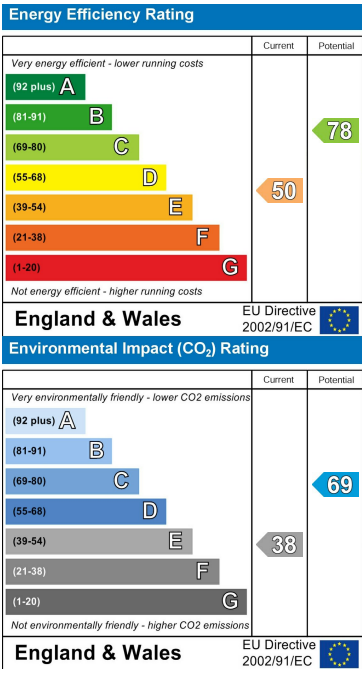 Energy Efficiency Rating
Current Potential
Very energy efficient - lower running costs
(92 plus) A
(81-91) B
(69-80) C
78
(55-68) D
50
(39-54) E
(21-38) F
(1-20) G
Not energy efficient - higher running costs
England & Wales
EU Directive
2002/91/EC
Environmental Impact (CO₂) Rating
Current Potential
Very environmentally friendly - lower CO2 emissions
(92 plus) A
(81-91) B
(69-80) C
69
(55-68) D
(39-54) E
38
(21-38) F
(1-20) G
Not environmentally friendly - higher CO2 emissions
England & Wales
EU Directive
2002/91/EC